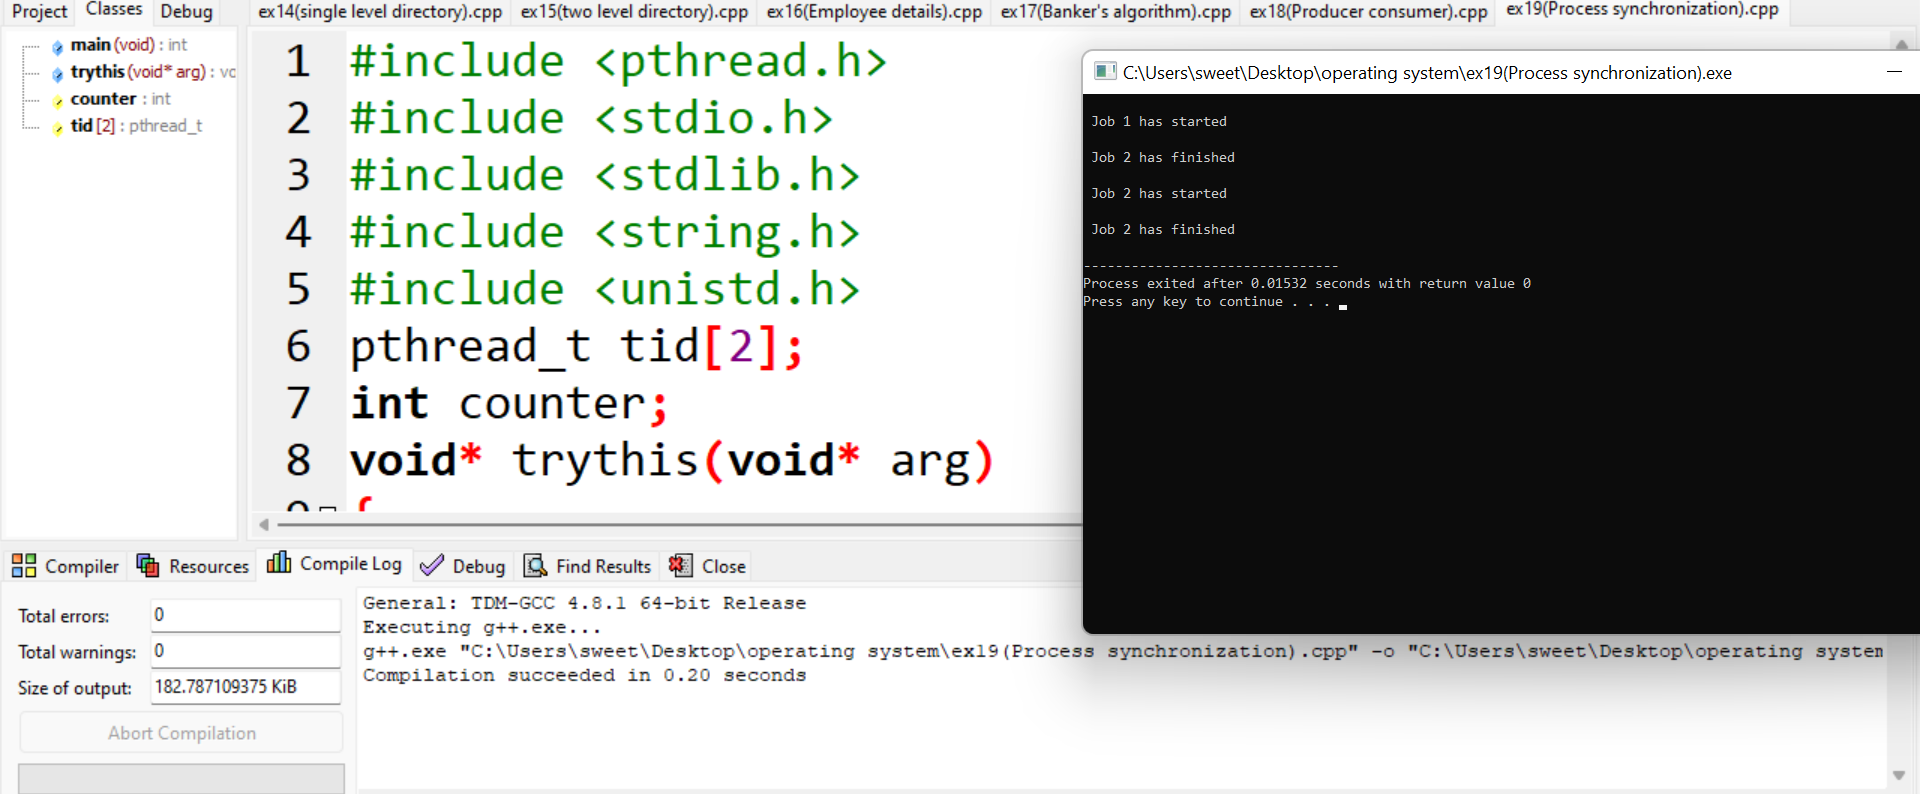 Project Classes Debug
ex14(single level directory).cpp ex15(two level directory).cpp ex16(Employee details).cpp ex17(Banker's algorithm).cpp ex18(Producer consumer).cpp ex19(Process synchronization).cpp
main (void) : int
trythis (void* arg) : vo
counter : int
tid [2] : pthread_t
1 #include <pthread.h>
2 #include <stdio.h>
3 #include <stdlib.h>
4 #include <string.h>
5 #include <unistd.h>
6 pthread_t tid[2];
7 int counter;
8 void* trythis(void* arg)
9 {
C:\Users\sweet\Desktop\operating system\ex19(Process synchronization).exe
Job 1 has started
Job 2 has finished
Job 2 has started
Job 2 has finished
--------------------------------
Process exited after 0.01532 seconds with return value 0
Press any key to continue . . .
Compiler Resources Compile Log Debug Find Results Close
Total errors: 0
Total warnings: 0
Size of output: 182.787109375 KiB
Abort Compilation
General: TDM-GCC 4.8.1 64-bit Release
Executing g++.exe...
g++.exe "C:\Users\sweet\Desktop\operating system\ex19(Process synchronization).cpp" -o "C:\Users\sweet\Desktop\operating system
Compilation succeeded in 0.20 seconds